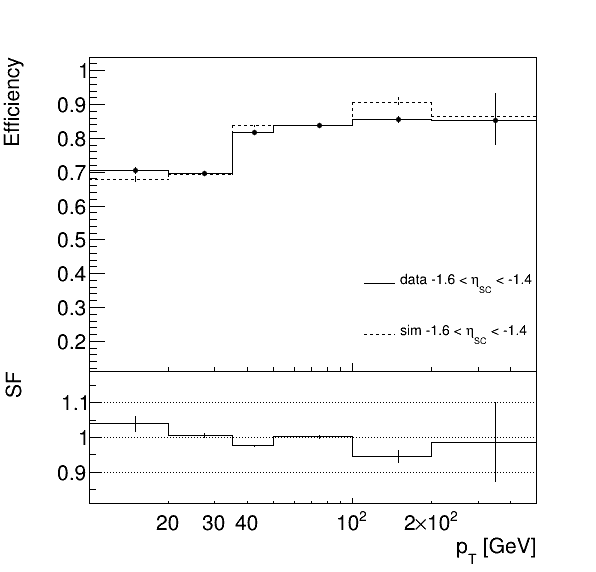 Efficiency
1
0.9
0.8
0.7
0.6
0.5
0.4
0.3
0.2
data -1.6 < η_SC < -1.4
sim -1.6 < η_SC < -1.4
SF
1.1
1
0.9
20 30 40 10² 2×10²
p_T [GeV]